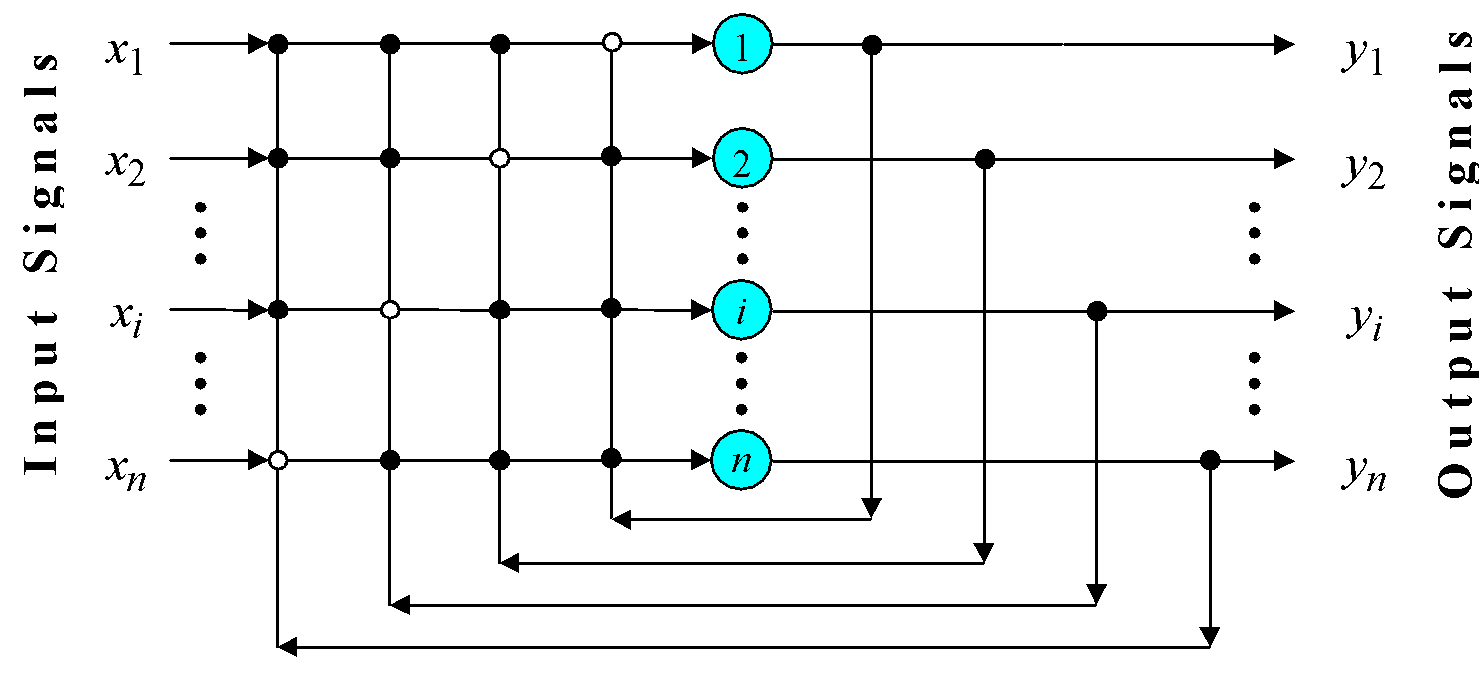 Input Signals
x1 1 y1
x2 2 y2
xi i yi
xn n yn
Output Signals